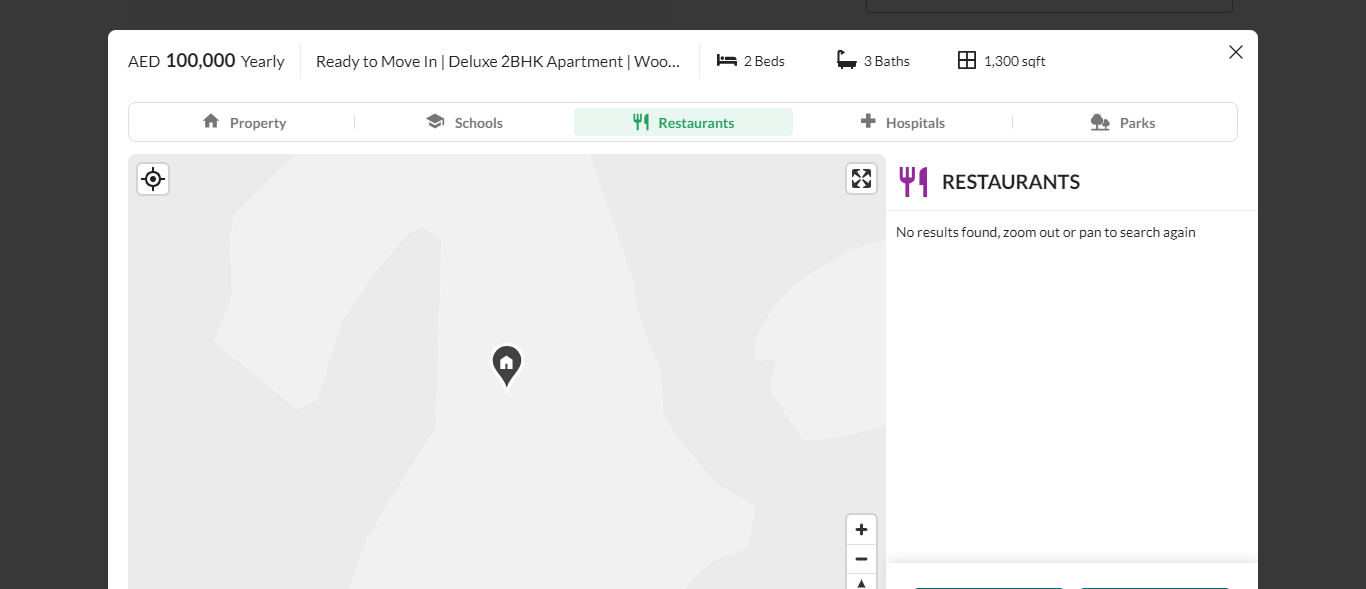 AED 100,000 Yearly
Ready to Move In | Deluxe 2BHK Apartment | Woo...
2 Beds
3 Baths
1,300 sqft
Property
Schools
Restaurants
Hospitals
Parks
RESTAURANTS
No results found, zoom out or pan to search again